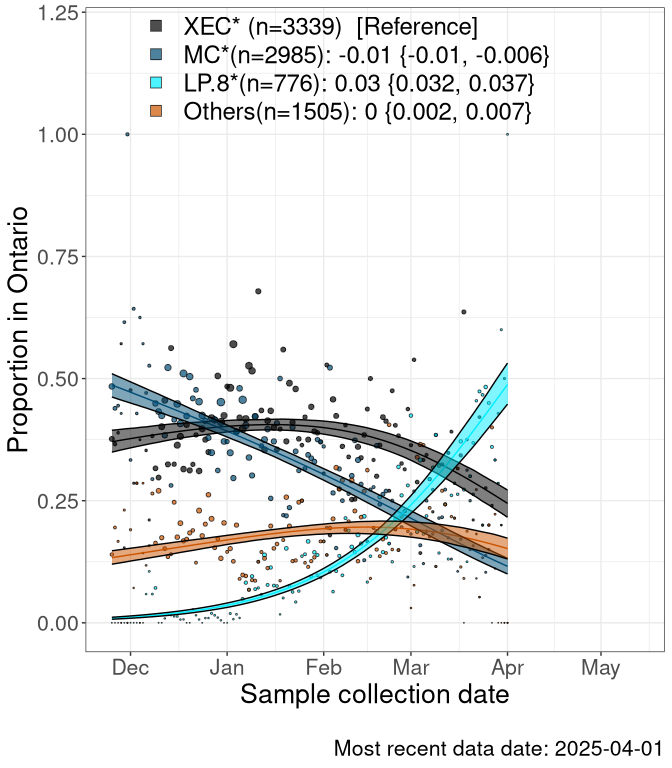 XEC* (n=3339)  [Reference]
MC*(n=2985): -0.01 {-0.01, -0.006}
LP.8*(n=776): 0.03 {0.032, 0.037}
Others(n=1505): 0 {0.002, 0.007}
Proportion in Ontario
1.25
1.00
0.75
0.50
0.25
0.00
Dec Jan Feb Mar Apr May
Sample collection date
Most recent data date: 2025-04-01